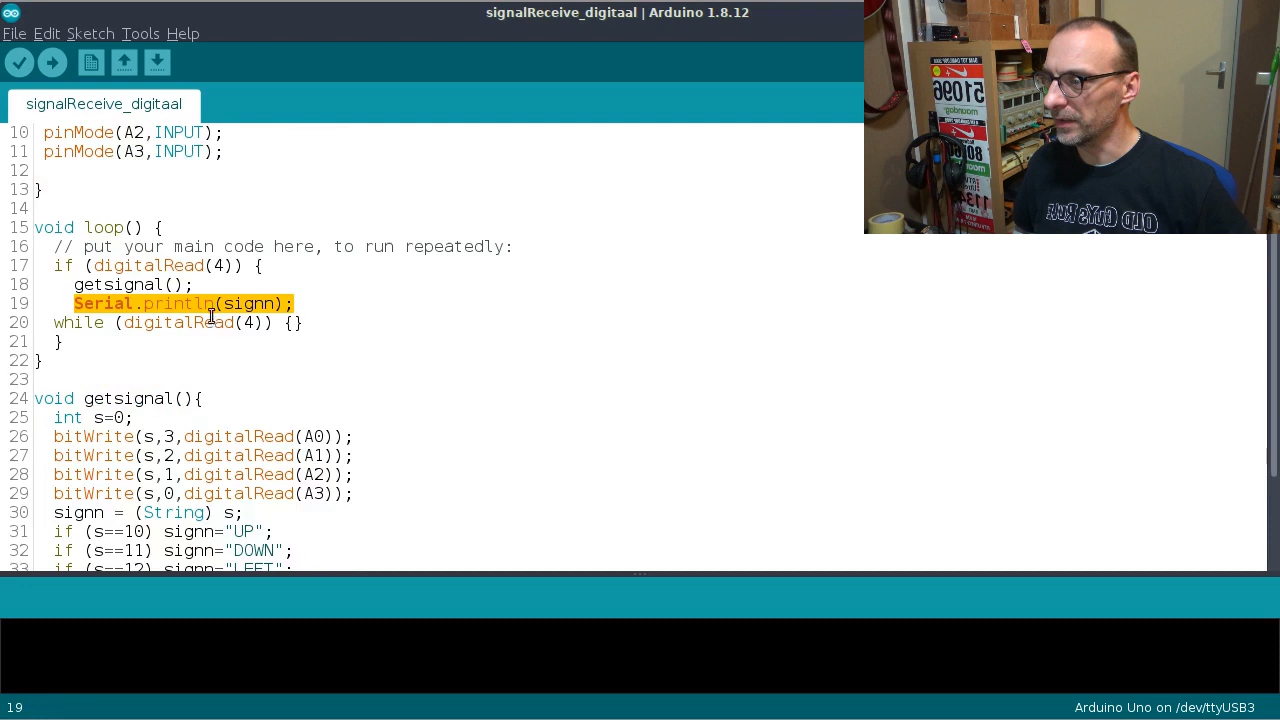 signalReceive_digitaal | Arduino 1.8.12
File Edit Sketch Tools Help
signalReceive_digitaal
10 pinMode(A2,INPUT);
11 pinMode(A3,INPUT);
12
13 }
14
15 void loop() {
16 // put your main code here, to run repeatedly:
17 if (digitalRead(4)) {
18 getsignal();
19 Serial.println(signn);
20 while (digitalRead(4)) {}
21 }
22 }
23
24 void getsignal(){
25 int s=0;
26 bitWrite(s,3,digitalRead(A0));
27 bitWrite(s,2,digitalRead(A1));
28 bitWrite(s,1,digitalRead(A2));
29 bitWrite(s,0,digitalRead(A3));
30 signn = (String) s;
31 if (s==10) signn="UP";
32 if (s==11) signn="DOWN";
33 if (s==12) signn="LEFT";
51096
OLD GUYS RULE
19
Arduino Uno on /dev/ttyUSB3